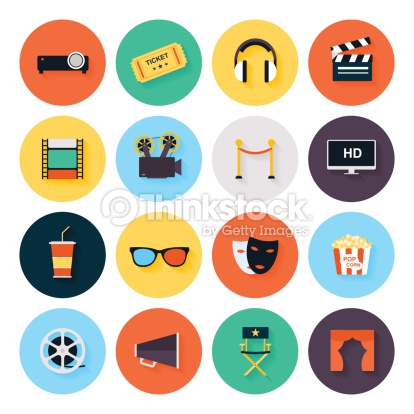 TICKET
HD
Thinkstock
by Getty Images
POP
CORN